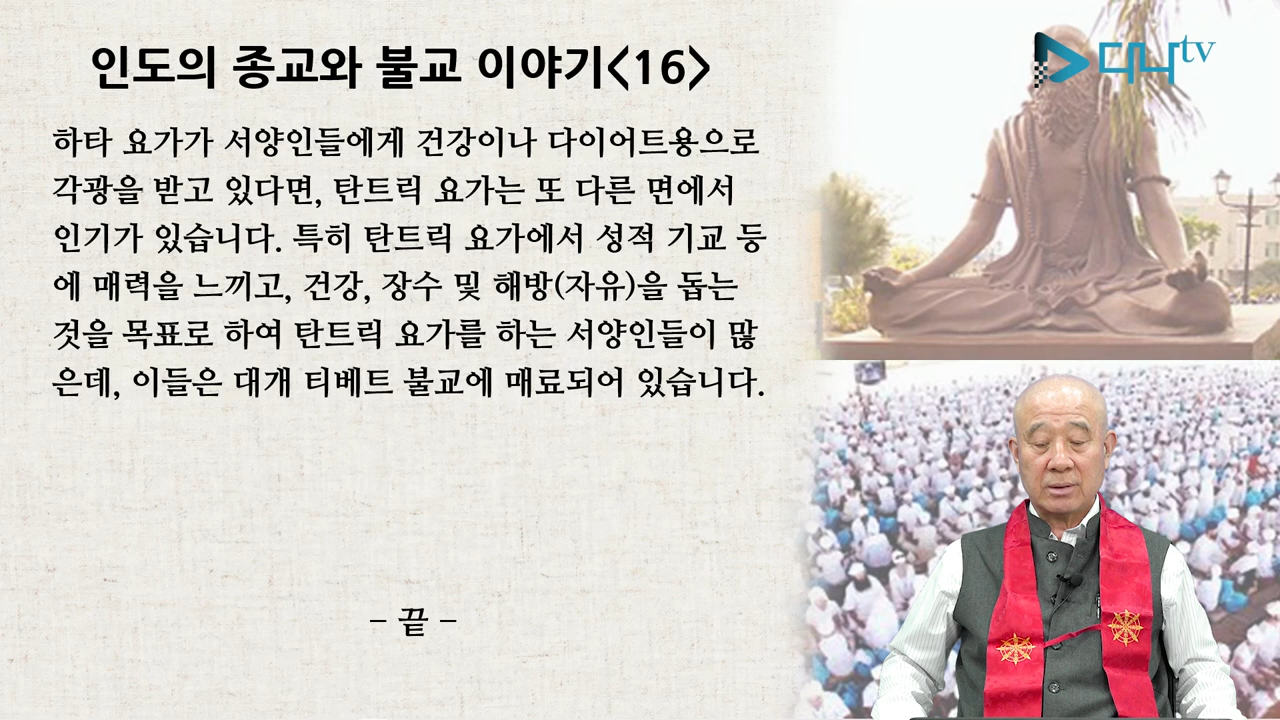 인도의 종교와 불교 이야기<16>
하타 요가가 서양인들에게 건강이나 다이어트용으로
각광을 받고 있다면, 탄트릭 요가는 또 다른 면에서
인기가 있습니다. 특히 탄트릭 요가에서 성적 기교 등
에 매력을 느끼고, 건강, 장수 및 해방(자유)을 돕는
것을 목표로 하여 탄트릭 요가를 하는 서양인들이 많
은데, 이들은 대개 티베트 불교에 매료되어 있습니다.
- 끝 -
tv